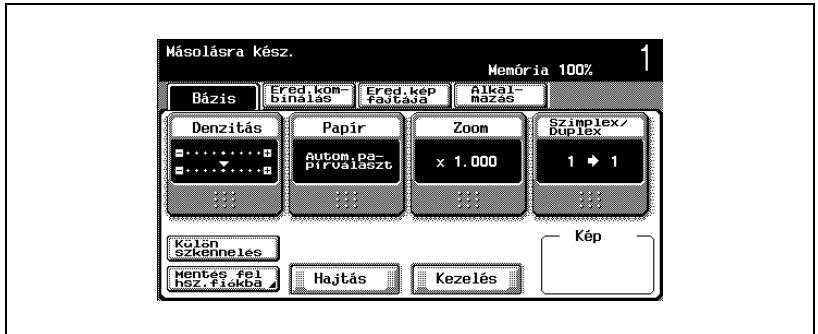 Másolásra kész.
Memória 100% 1
Bázis
Ered.kom-
binálás
Ered.kép
fajtája
Alkal-
mazás
Denzitás
Papír
Autom.pa-
pírválaszt
Zoom
x 1.000
Szimplex/
Duplex
1 ➔ 1
Külön
szkennelés
Mentés fel
hsz.fiókba
Hajtás
Kezelés
Kép